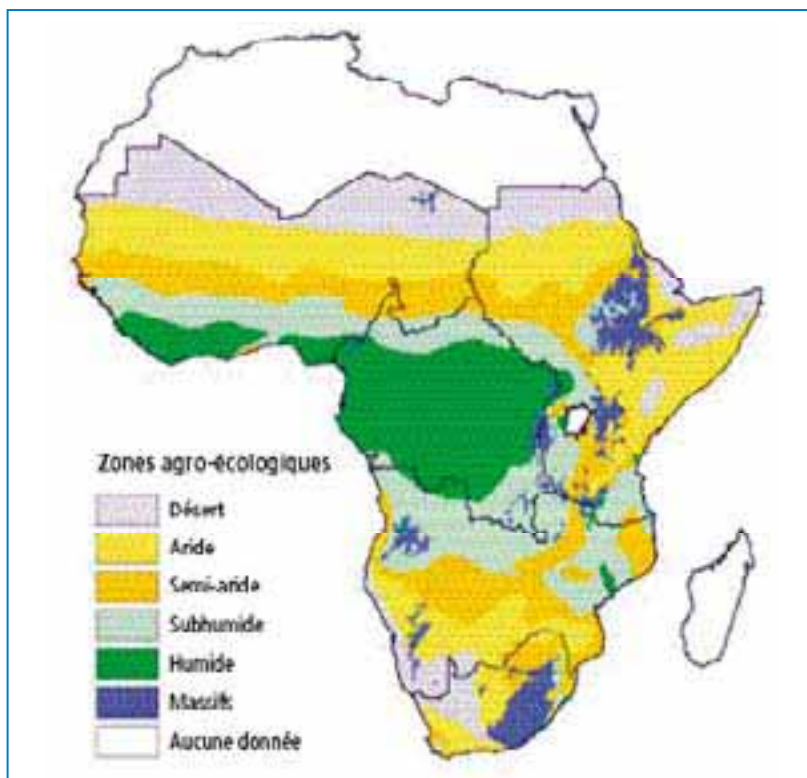 Zones agro-écologiques
Désert
Aride
Semi-aride
Subhumide
Humide
Massifs
Aucune donnée